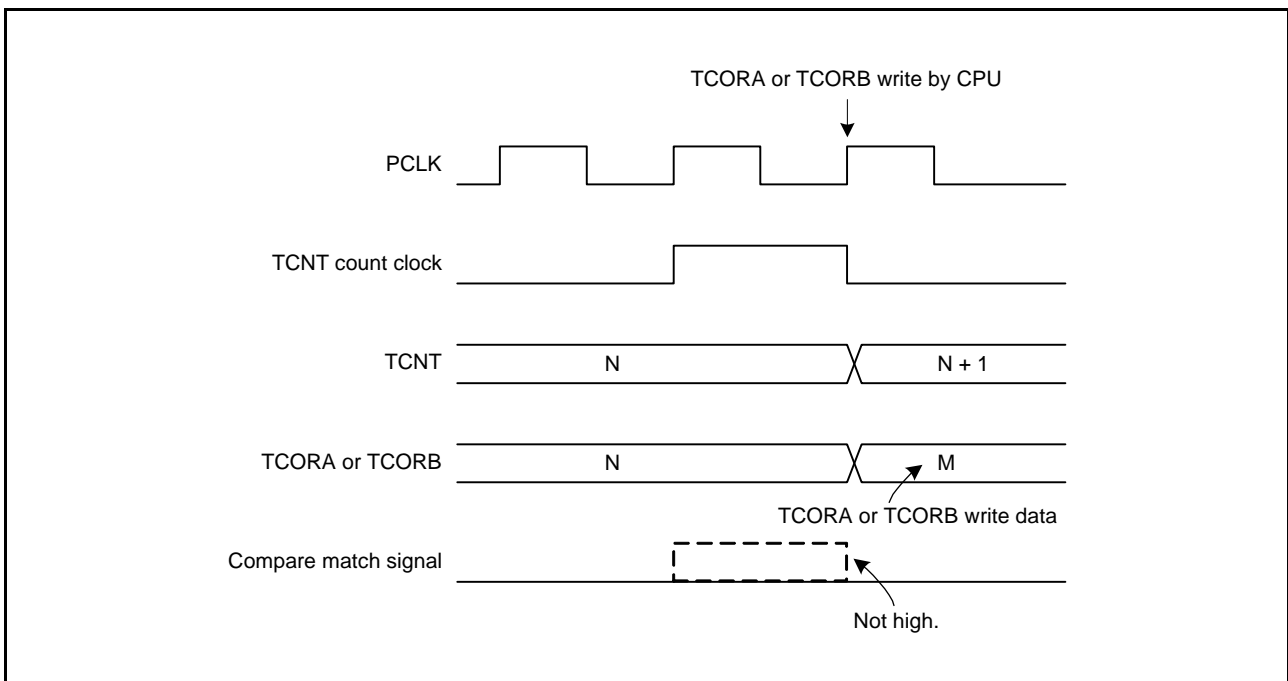 TCORA or TCORB write by CPU
PCLK
TCNT count clock
TCNT
N
N + 1
TCORA or TCORB
N
M
TCORA or TCORB write data
Compare match signal
Not high.